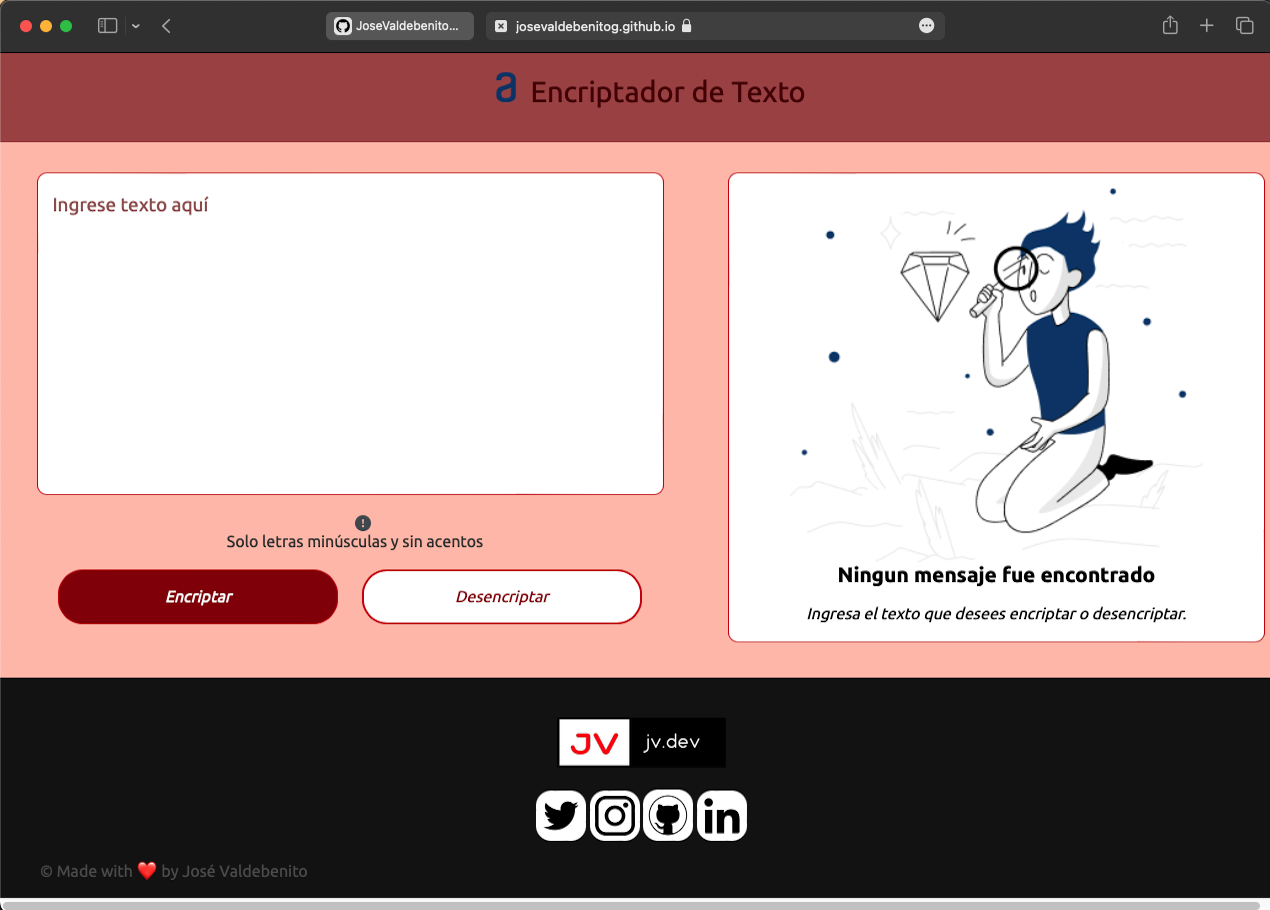 JoseValdebenito...
josevaldebenitog.github.io
a Encriptador de Texto
Ingrese texto aquí
Solo letras minúsculas y sin acentos
Encriptar
Desencriptar
Ningun mensaje fue encontrado
Ingresa el texto que desees encriptar o desencriptar.
JV jv.dev
in
© Made with ❤️ by José Valdebenito